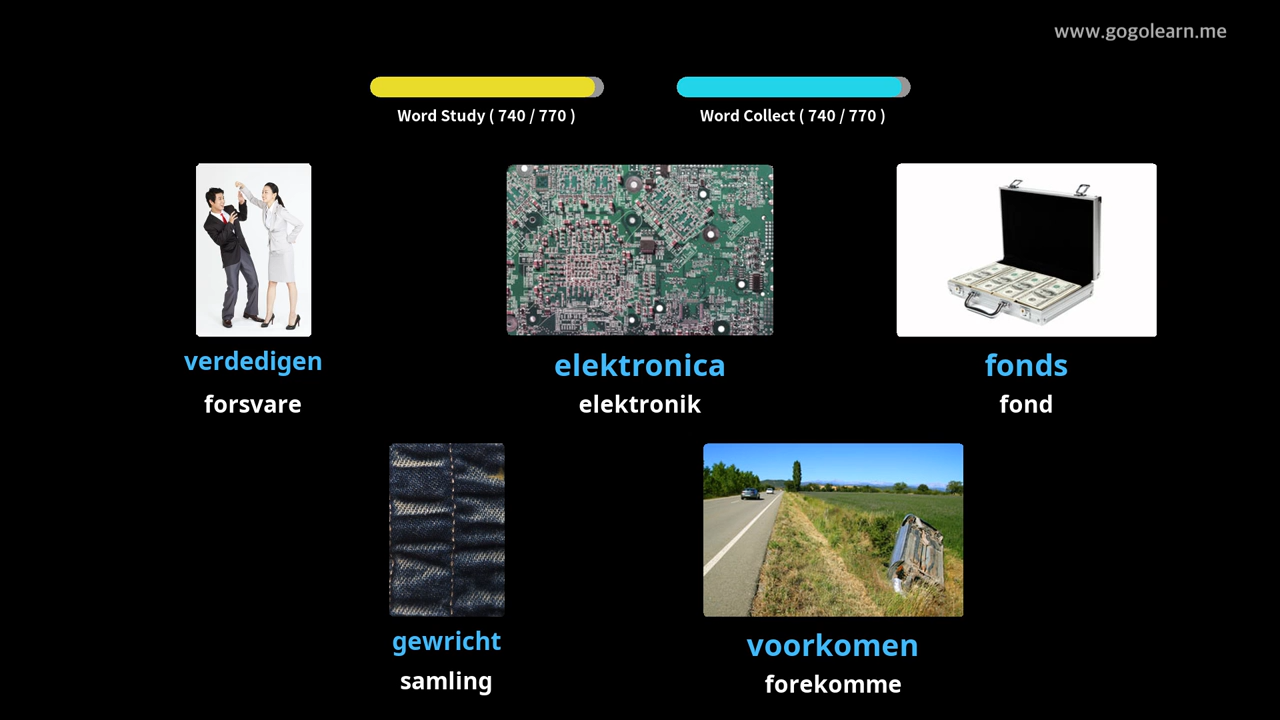 www.gogolearn.me
Word Study ( 740 / 770 )
Word Collect ( 740 / 770 )
verdedigen
forsvare
elektronica
elektronik
fonds
fond
gewricht
samling
voorkomen
forekomme